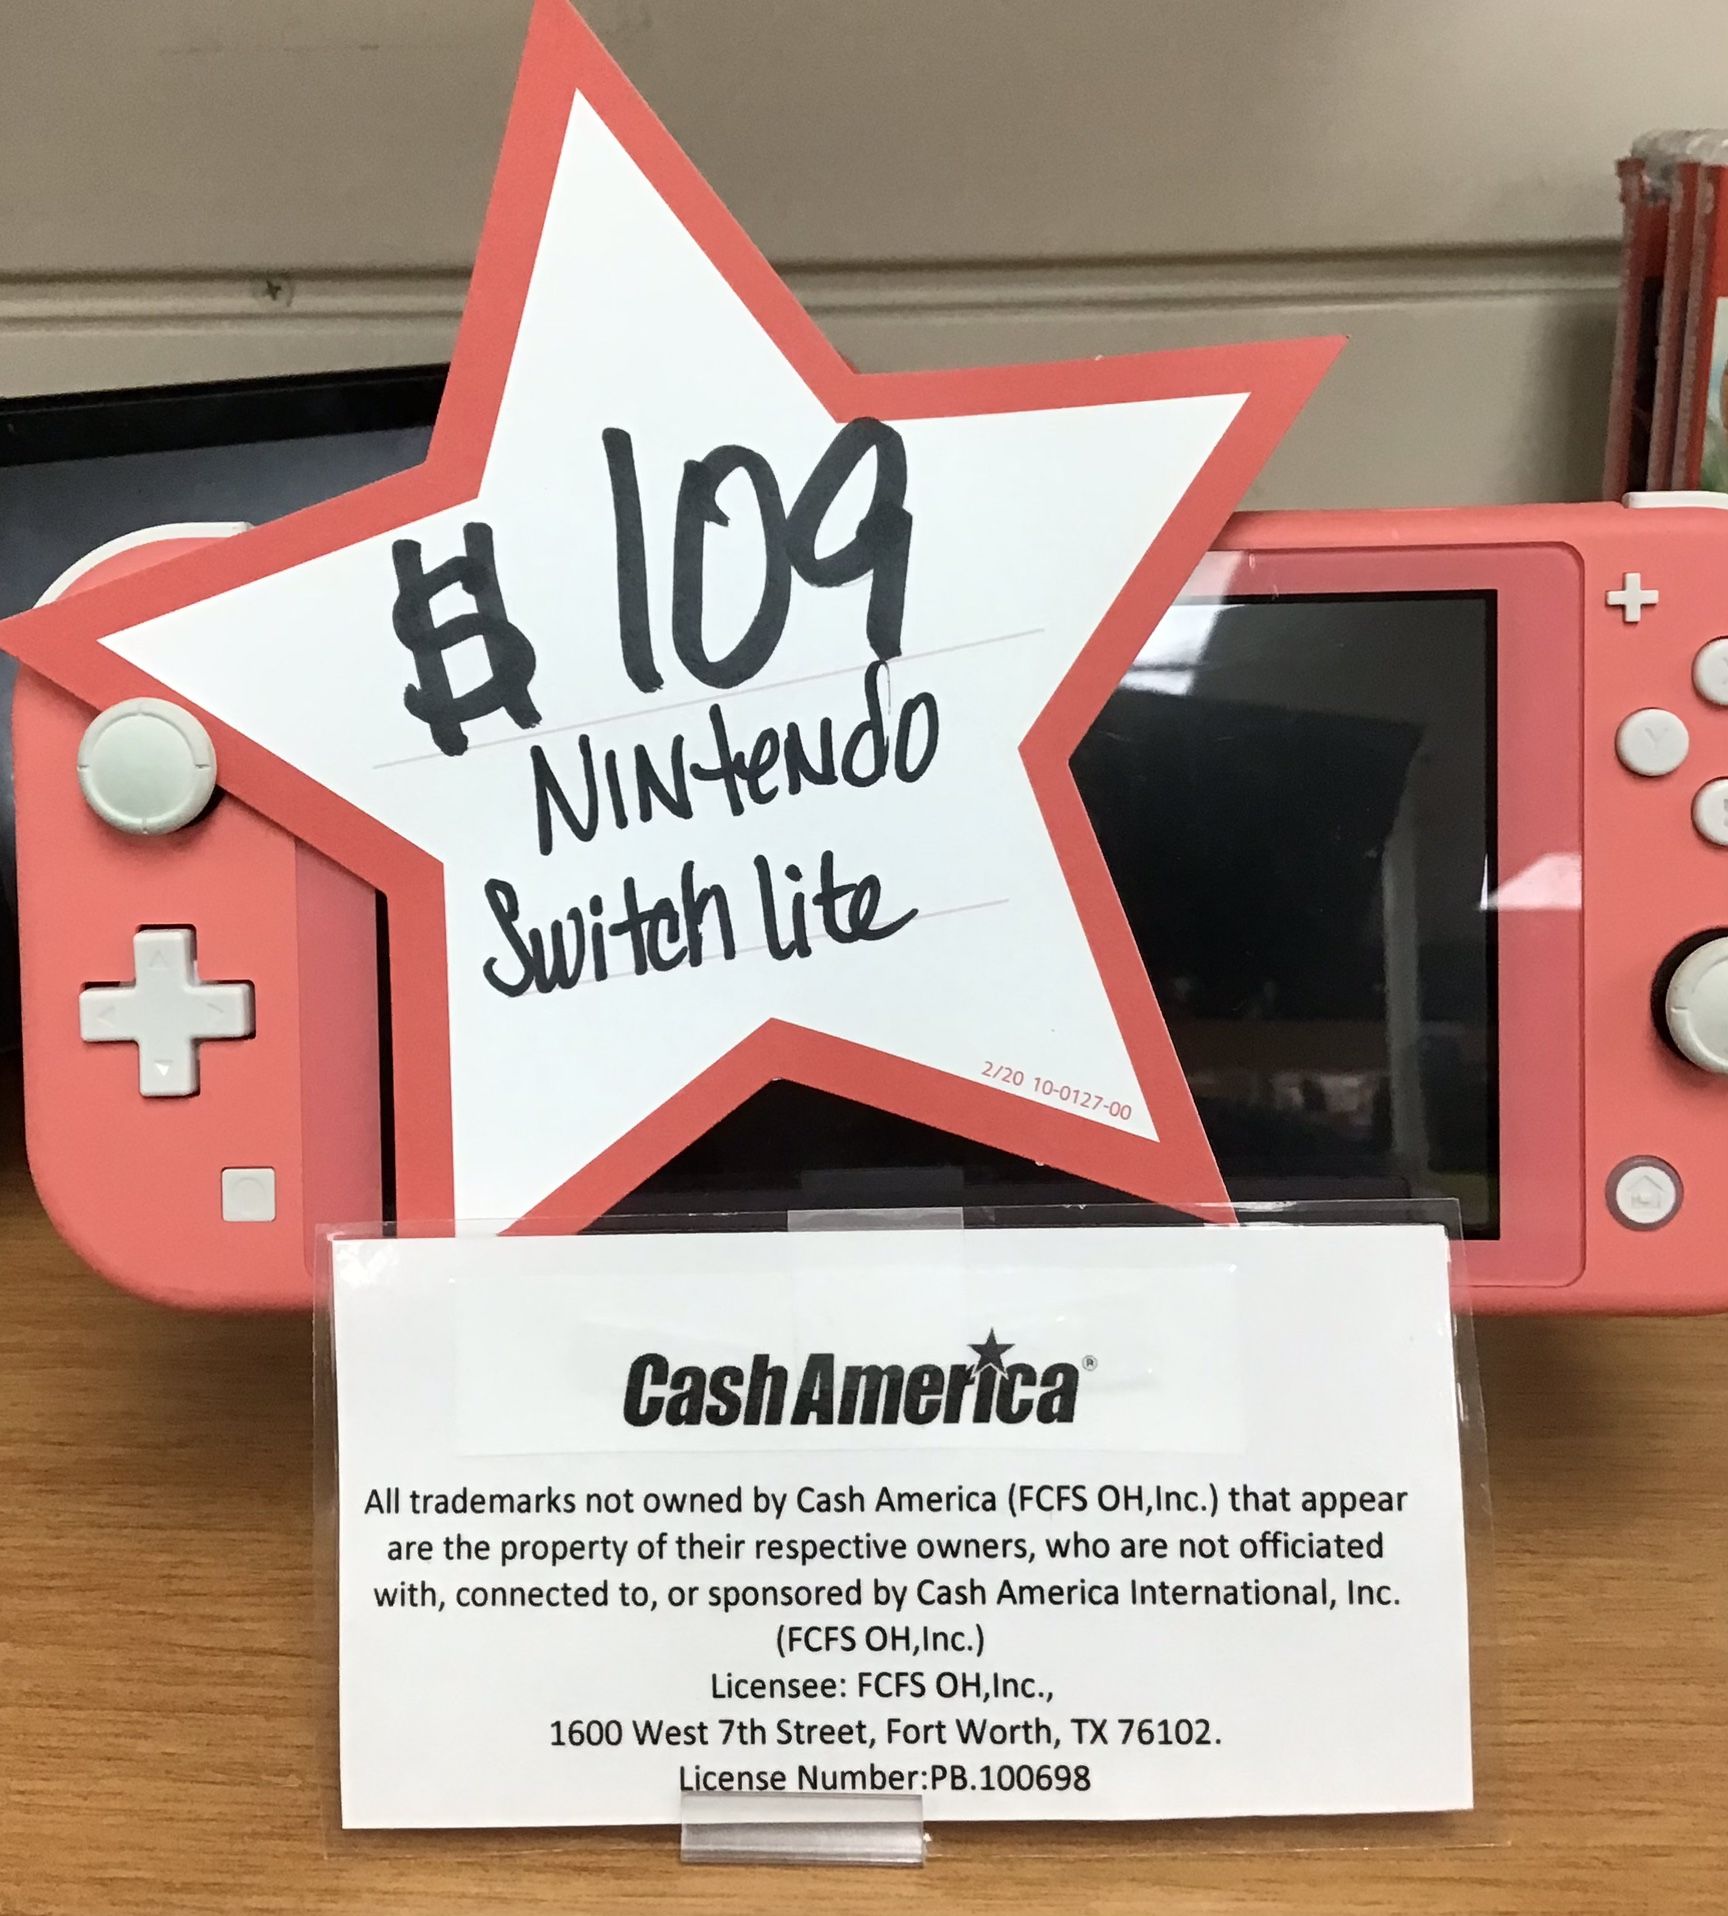 $ 109
Nintendo
Switch lite
2/20 10-0127-00
Y
CashAmerica®
All trademarks not owned by Cash America (FCFS OH,Inc.) that appear
are the property of their respective owners, who are not officiated
with, connected to, or sponsored by Cash America International, Inc.
(FCFS OH,Inc.)
Licensee: FCFS OH,Inc.,
1600 West 7th Street, Fort Worth, TX 76102.
License Number:PB.100698